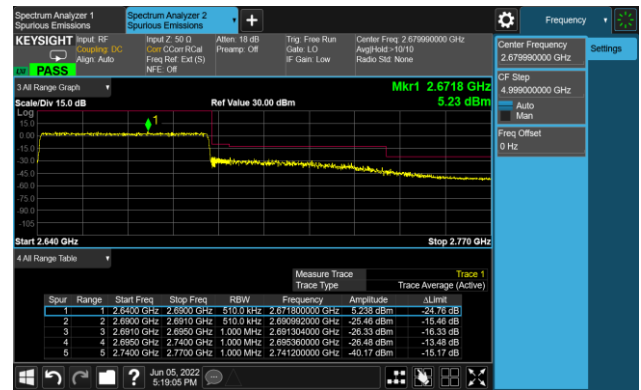 Spectrum Analyzer 1
Spurious Emissions
Spectrum Analyzer 2
Spurious Emissions
Frequency
KEYSIGHT
Input: RF
Coupling: DC
Align: Auto
Input Z: 50 Ω
Corr CCorr RCal
Freq Ref: Ext (S)
NFE: Off
Atten: 18 dB
Preamp: Off
Trig: Free Run
Gate: LO
IF Gain: Low
Center Freq: 2.679990000 GHz
Avg|Hold:>10/10
Radio Std: None
PASS
Center Frequency
2.679990000 GHz
Settings
CF Step
4.999000000 GHz
Auto
Man
Freq Offset
0 Hz
3 All Range Graph
Mkr1 2.6718 GHz
Scale/Div 15.0 dB
Ref Value 30.00 dBm
5.23 dBm
Log
15.0
0.00
-15.0
-30.0
-45.0
-60.0
-75.0
-90.0
-105
1
Start 2.640 GHz
Stop 2.770 GHz
4 All Range Table
Measure Trace Trace 1
Trace Type Trace Average (Active)
Spur Range Start Freq Stop Freq RBW Frequency Amplitude ΔLimit
1 1 2.6400 GHz 2.6900 GHz 510.0 kHz 2.671800000 GHz 5.238 dBm -24.76 dB
2 2 2.6900 GHz 2.6910 GHz 510.0 kHz 2.690992000 GHz -25.46 dBm -15.46 dB
3 3 2.6910 GHz 2.6950 GHz 1.000 MHz 2.691304000 GHz -26.33 dBm -16.33 dB
4 4 2.6950 GHz 2.7400 GHz 1.000 MHz 2.695360000 GHz -26.48 dBm -13.48 dB
5 5 2.7400 GHz 2.7700 GHz 1.000 MHz 2.741200000 GHz -40.17 dBm -15.17 dB
Jun 05, 2022
5:19:05 PM